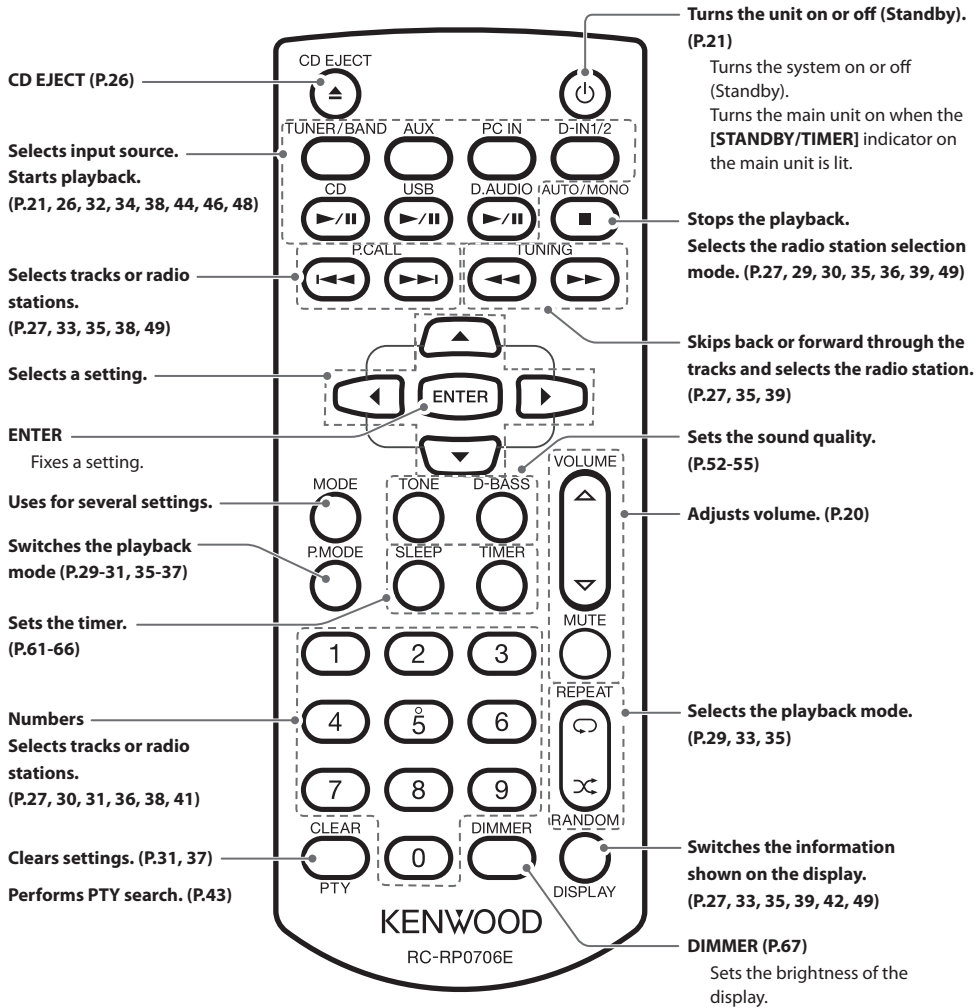 CD EJECT (P.26)
Selects input source.
Starts playback.
(P.21, 26, 32, 34, 38, 44, 46, 48)
Selects tracks or radio
stations.
(P.27, 33, 35, 38, 49)
Selects a setting.
ENTER
Fixes a setting.
Uses for several settings.
Switches the playback
mode (P.29-31, 35-37)
Sets the timer.
(P.61-66)
Numbers
Selects tracks or radio
stations.
(P.27, 30, 31, 36, 38, 41)
Clears settings. (P.31, 37)
Performs PTY search. (P.43)
CD EJECT
TUNER/BAND AUX PC IN D-IN1/2
CD USB D.AUDIO AUTO/MONO
P.CALL TUNING
ENTER
VOLUME
MODE TONE D-BASS
P.MODE SLEEP TIMER
MUTE
1 2 3
REPEAT
4 5 6
7 8 9
RANDOM
CLEAR DIMMER
0
PTY DISPLAY
KENWOOD
RC-RP0706E
Turns the unit on or off (Standby).
(P.21)
Turns the system on or off
(Standby).
Turns the main unit on when the
[STANDBY/TIMER] indicator on
the main unit is lit.
Stops the playback.
Selects the radio station selection
mode. (P.27, 29, 30, 35, 36, 39, 49)
Skips back or forward through the
tracks and selects the radio station.
(P.27, 35, 39)
Sets the sound quality.
(P.52-55)
Adjusts volume. (P.20)
Selects the playback mode.
(P.29, 33, 35)
Switches the information
shown on the display.
(P.27, 33, 35, 39, 42, 49)
DIMMER (P.67)
Sets the brightness of the
display.